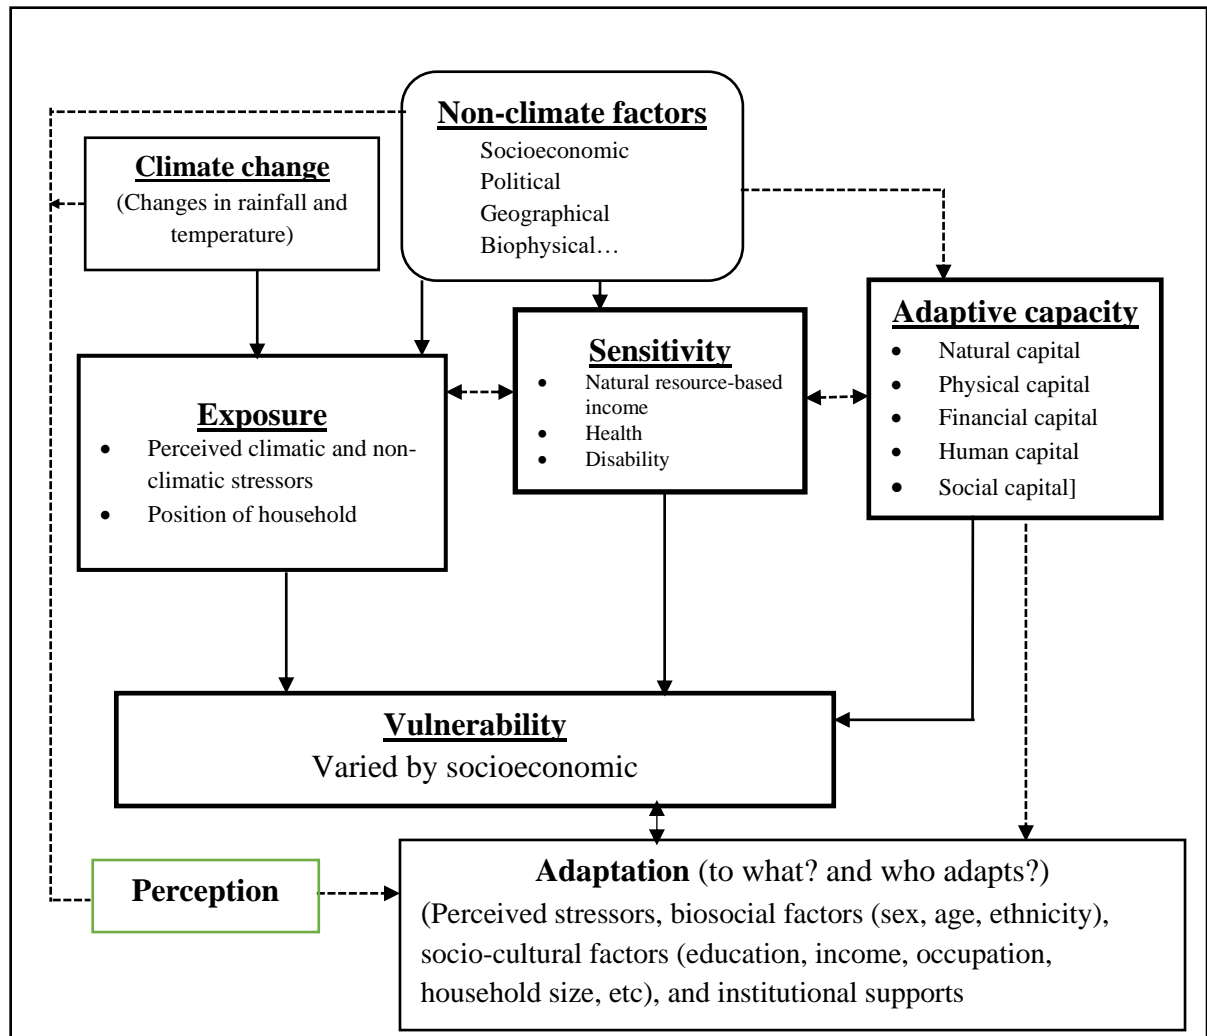 Non-climate factors
Socioeconomic
Political
Geographical
Biophysical…
Climate change
(Changes in rainfall and
temperature)
Adaptive capacity
• Natural capital
• Physical capital
• Financial capital
• Human capital
• Social capital]
Sensitivity
• Natural resource-based
income
• Health
• Disability
Exposure
• Perceived climatic and non-
climatic stressors
• Position of household
Vulnerability
Varied by socioeconomic
Perception
Adaptation (to what? and who adapts?)
(Perceived stressors, biosocial factors (sex, age, ethnicity),
socio-cultural factors (education, income, occupation,
household size, etc), and institutional supports